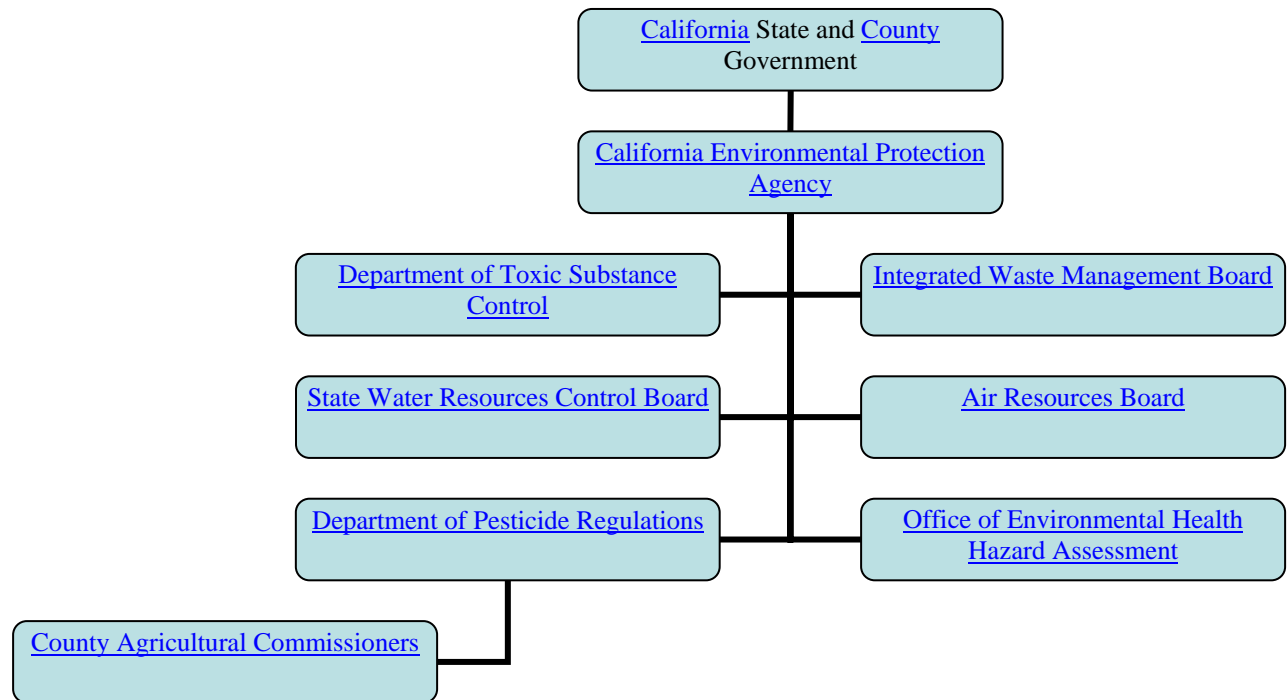 California State and County
Government
California Environmental Protection
Agency
Department of Toxic Substance
Control
Integrated Waste Management Board
State Water Resources Control Board
Air Resources Board
Department of Pesticide Regulations
Office of Environmental Health
Hazard Assessment
County Agricultural Commissioners